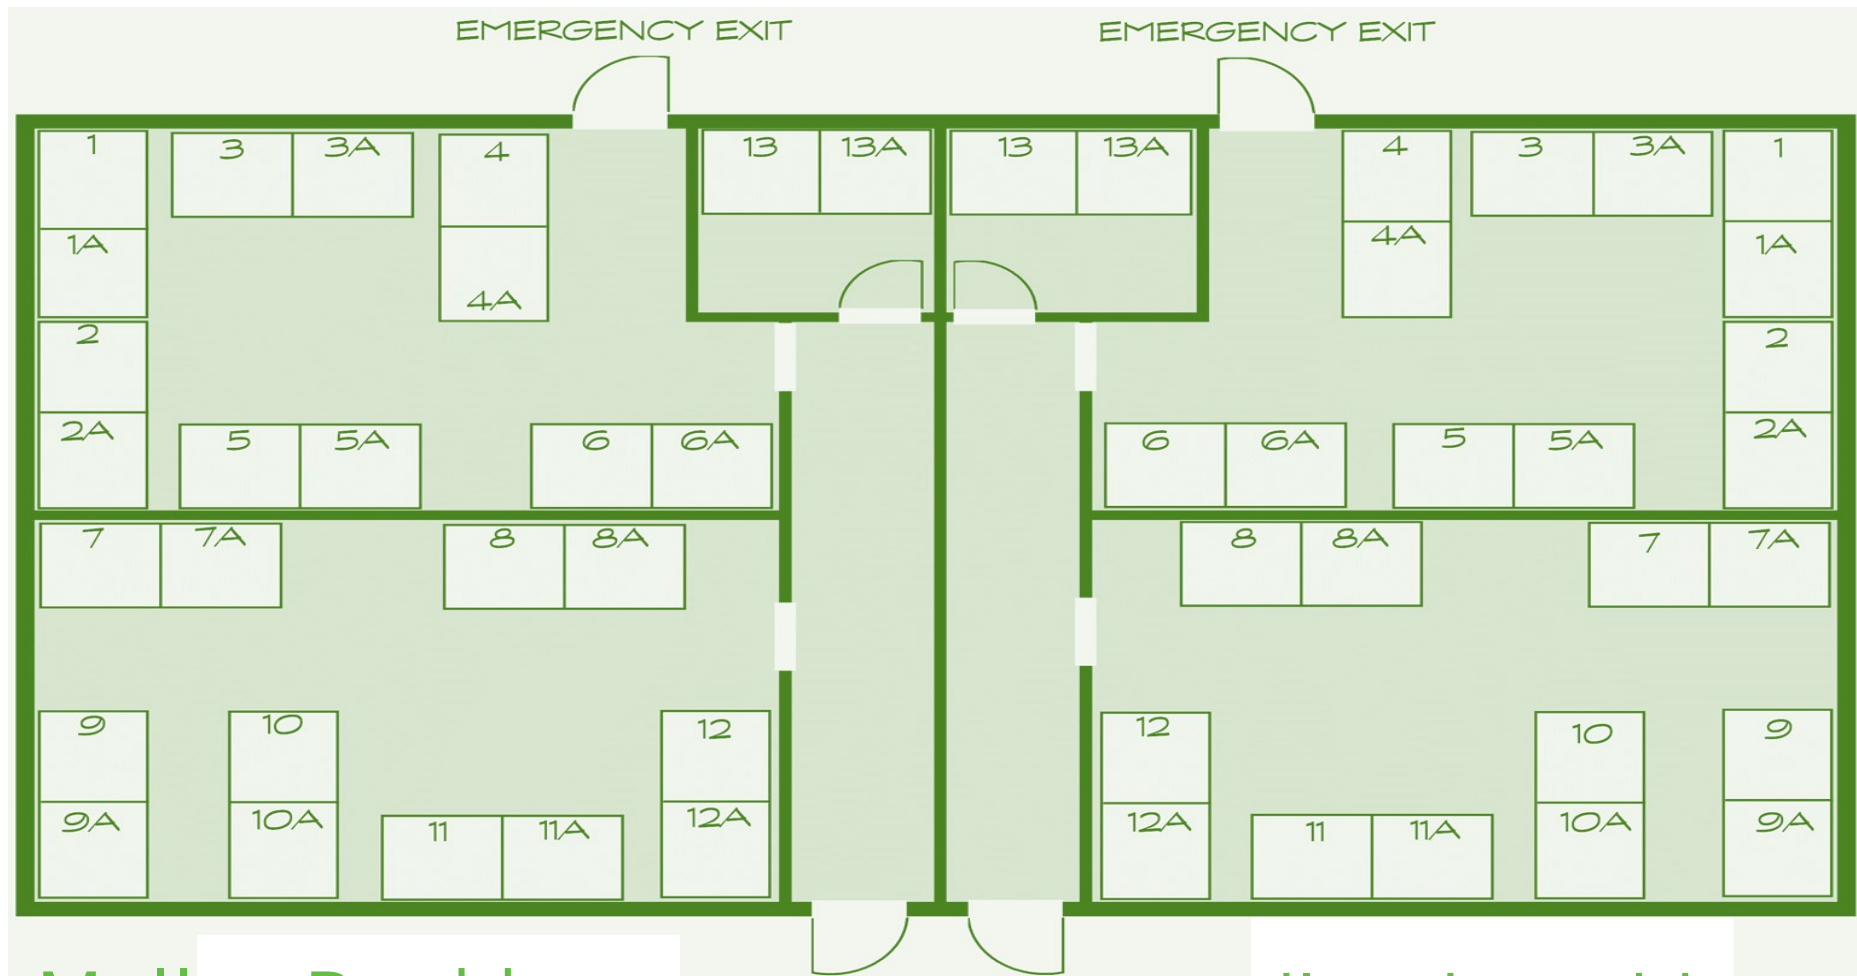 EMERGENCY EXIT EMERGENCY EXIT
1 3 3A 4 13 13A 13 13A 4 3 3A 1
1A 4A 4A 1A
2 2
2A 5 5A 6 6A 6 6A 5 5A 2A
7 7A 8 8A 8 8A 7 7A
9 10 12 12 10 9
9A 10A 11 11A 12A 12A 11 11A 10A 9A